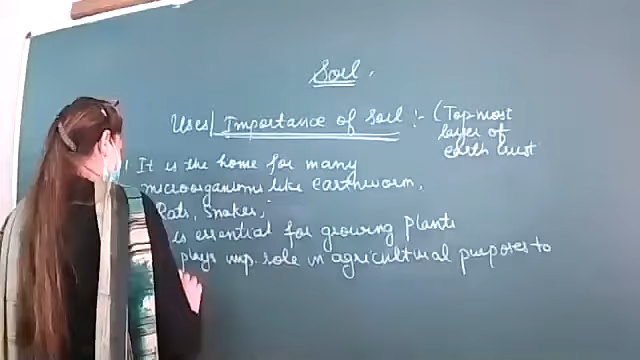 Soil.
Uses/Importance of Soil :- (Top most
layer of
earth crust
1 It is the home for many
microorganisms like earthworm,
Rats, Snakes,
is essential for growing plants
plays imp. role in agricultural purposes to